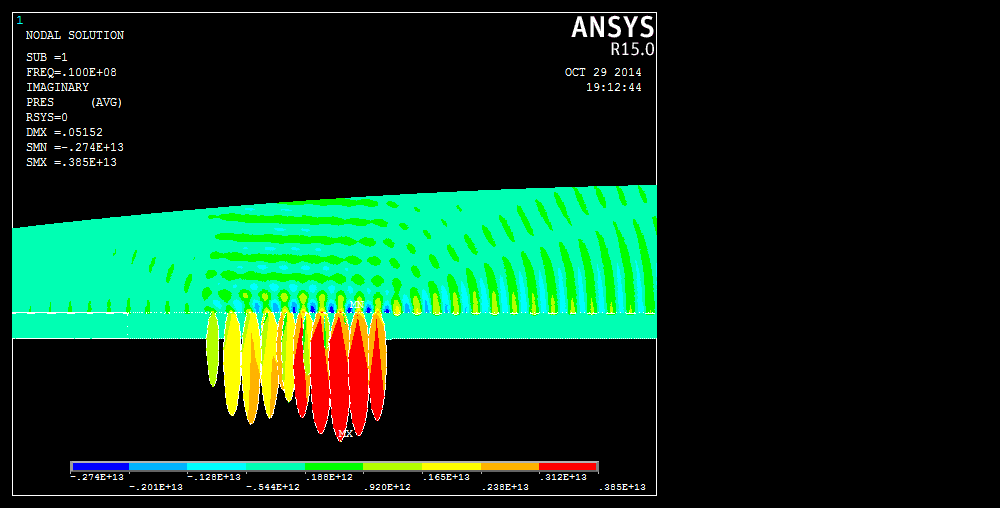 1
ANSYS
R15.0
NODAL SOLUTION
SUB =1
FREQ=.100E+08
IMAGINARY
PRES (AVG)
RSYS=0
DMX =.05152
SMN =-.274E+13
SMX =.385E+13
OCT 29 2014
19:12:44
MN
MX
-.274E+13 -.128E+13 .188E+12 .165E+13 .312E+13
-.201E+13 -.544E+12 .920E+12 .238E+13 .385E+13